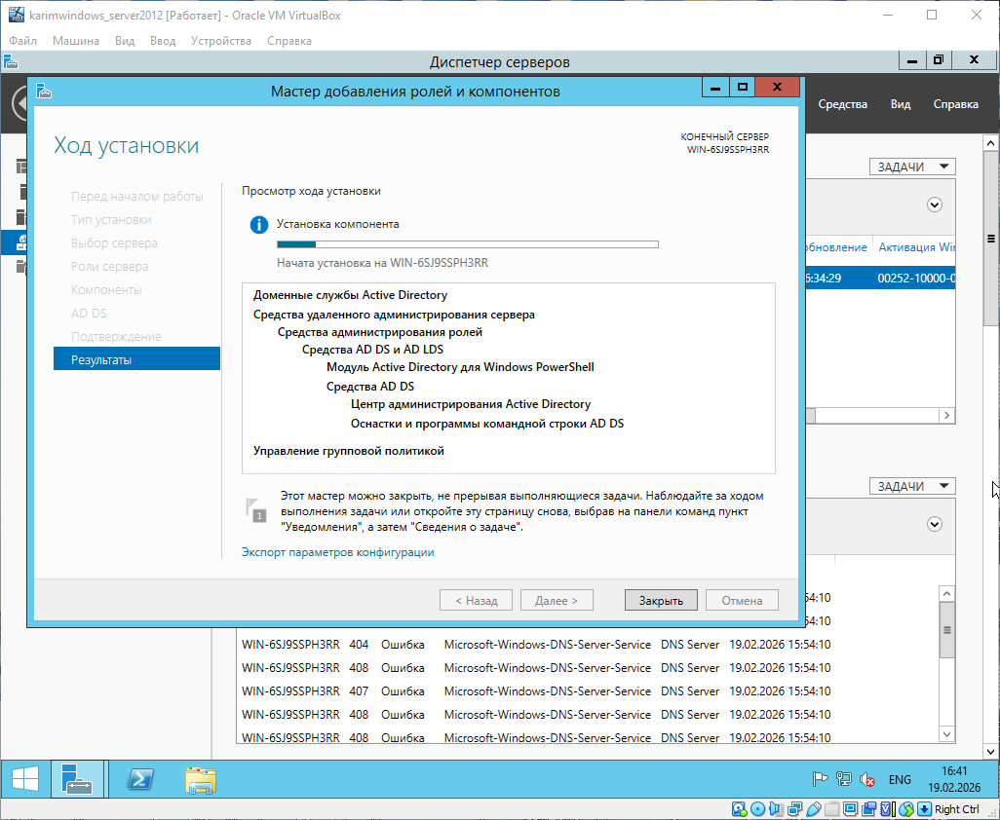 karimwindows_server2012 [Работает] - Oracle VM VirtualBox
Файл Машина Вид Ввод Устройства Справка
Диспетчер серверов
Средства Вид Справка
Мастер добавления ролей и компонентов
Ход установки
КОНЕЧНЫЙ СЕРВЕР
WIN-6SJ9SSPH3RR
Перед началом работы
Тип установки
Выбор сервера
Роли сервера
Компоненты
AD DS
Подтверждение
Результаты
Просмотр хода установки
Установка компонента
Начата установка на WIN-6SJ9SSPH3RR
Доменные службы Active Directory
Средства удаленного администрирования сервера
Средства администрирования ролей
Средства AD DS и AD LDS
Модуль Active Directory для Windows PowerShell
Средства AD DS
Центр администрирования Active Directory
Оснастки и программы командной строки AD DS
Управление групповой политикой
1
Этот мастер можно закрыть, не прерывая выполняющиеся задачи. Наблюдайте за ходом
выполнения задачи или откройте эту страницу снова, выбрав на панели команд пункт
"Уведомления", а затем "Сведения о задаче".
Экспорт параметров конфигурации
< Назад Далее > Закрыть Отмена
ЗАДАЧИ
обновление Активация Wi
6:34:29 00252-10000-0
ЗАДАЧИ
54:10
54:10
WIN-6SJ9SSPH3RR 404 Ошибка Microsoft-Windows-DNS-Server-Service DNS Server 19.02.2026 15:54:10
WIN-6SJ9SSPH3RR 408 Ошибка Microsoft-Windows-DNS-Server-Service DNS Server 19.02.2026 15:54:10
WIN-6SJ9SSPH3RR 407 Ошибка Microsoft-Windows-DNS-Server-Service DNS Server 19.02.2026 15:54:10
WIN-6SJ9SSPH3RR 408 Ошибка Microsoft-Windows-DNS-Server-Service DNS Server 19.02.2026 15:54:10
WIN-6SJ9SSPH3RR 408 Ошибка Microsoft-Windows-DNS-Server-Service DNS Server 19.02.2026 15:54:10
ENG
16:41
19.02.2026
Right Ctrl